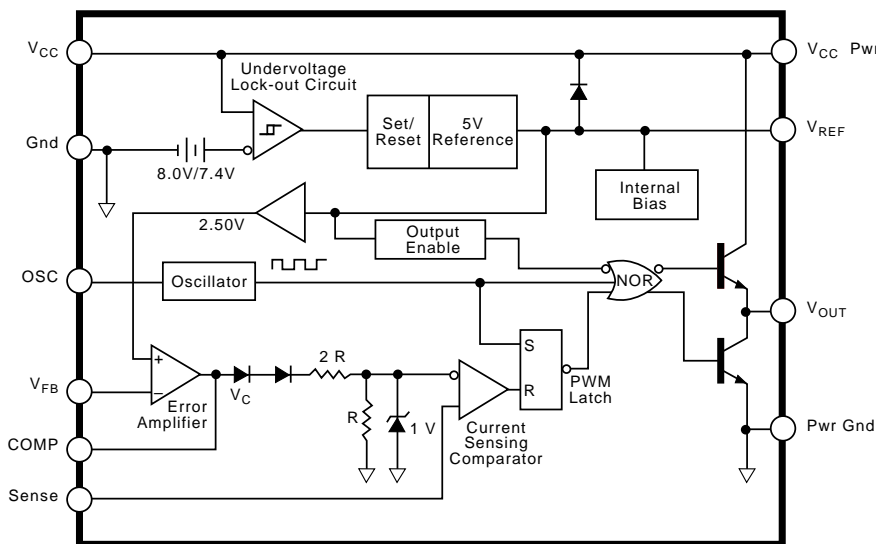 VCC
VCC Pwr
Undervoltage
Lock-out Circuit
Gnd
Set/
Reset
5V
Reference
VREF
8.0V/7.4V
Internal
Bias
2.50V
Output
Enable
OSC
Oscillator
NOR
VOUT
S
R
PWM
Latch
2 R
+
−
VFB
Error
Amplifier
VC
R
1 V
Current
Sensing
Comparator
COMP
Pwr Gnd
Sense